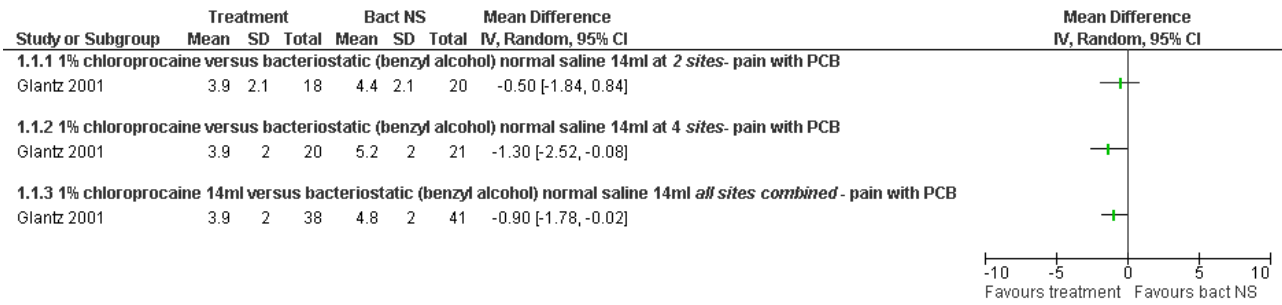 Treatment Bact NS Mean Difference Mean Difference
Study or Subgroup Mean SD Total Mean SD Total IV, Random, 95% CI IV, Random, 95% CI
1.1.1 1% chloroprocaine versus bacteriostatic (benzyl alcohol) normal saline 14ml at 2 sites- pain with PCB
Glantz 2001 3.9 2.1 18 4.4 2.1 20 -0.50 [-1.84, 0.84]
1.1.2 1% chloroprocaine versus bacteriostatic (benzyl alcohol) normal saline 14ml at 4 sites- pain with PCB
Glantz 2001 3.9 2 20 5.2 2 21 -1.30 [-2.52, -0.08]
1.1.3 1% chloroprocaine 14ml versus bacteriostatic (benzyl alcohol) normal saline 14ml all sites combined - pain with PCB
Glantz 2001 3.9 2 38 4.8 2 41 -0.90 [-1.78, -0.02]
-10 -5 0 5 10
Favours treatment Favours bact NS